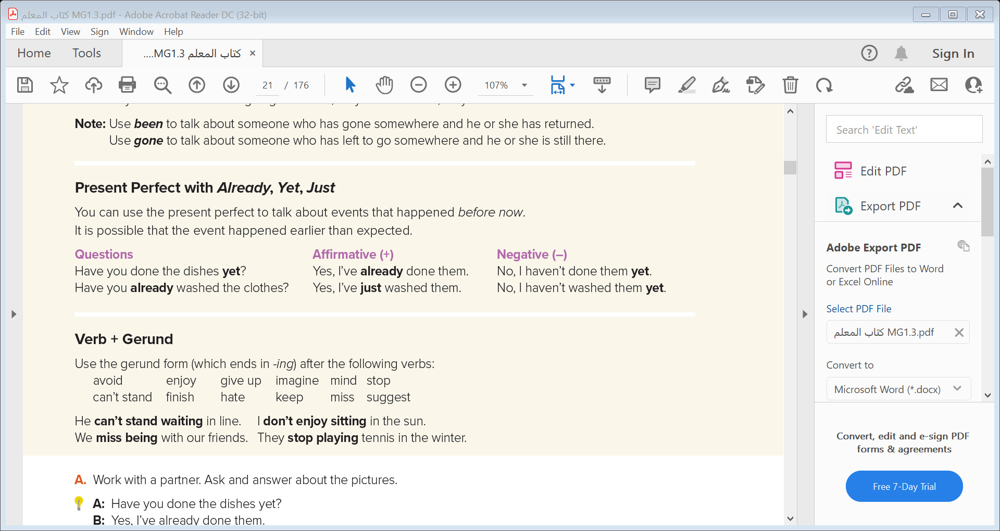 كتاب المعلم MG1.3.pdf - Adobe Acrobat Reader DC (32-bit)
File Edit View Sign Window Help
Home Tools كتاب المعلم MG1.3.... × Sign In
21 / 176 107%
Note: Use been to talk about someone who has gone somewhere and he or she has returned.
Use gone to talk about someone who has left to go somewhere and he or she is still there.
Present Perfect with Already, Yet, Just
You can use the present perfect to talk about events that happened before now.
It is possible that the event happened earlier than expected.
Questions Affirmative (+) Negative (–)
Have you done the dishes yet? Yes, I've already done them. No, I haven't done them yet.
Have you already washed the clothes? Yes, I've just washed them. No, I haven't washed them yet.
Verb + Gerund
Use the gerund form (which ends in -ing) after the following verbs:
avoid enjoy give up imagine mind stop
can't stand finish hate keep miss suggest
He can't stand waiting in line. I don't enjoy sitting in the sun.
We miss being with our friends. They stop playing tennis in the winter.
A. Work with a partner. Ask and answer about the pictures.
A: Have you done the dishes yet?
B: Yes, I've already done them.
Search 'Edit Text'
Edit PDF
Export PDF
Adobe Export PDF
Convert PDF Files to Word
or Excel Online
Select PDF File
كتاب المعلم MG1.3.pdf
Convert to
Microsoft Word (*.docx)
Convert, edit and e-sign PDF
forms & agreements
Free 7-Day Trial